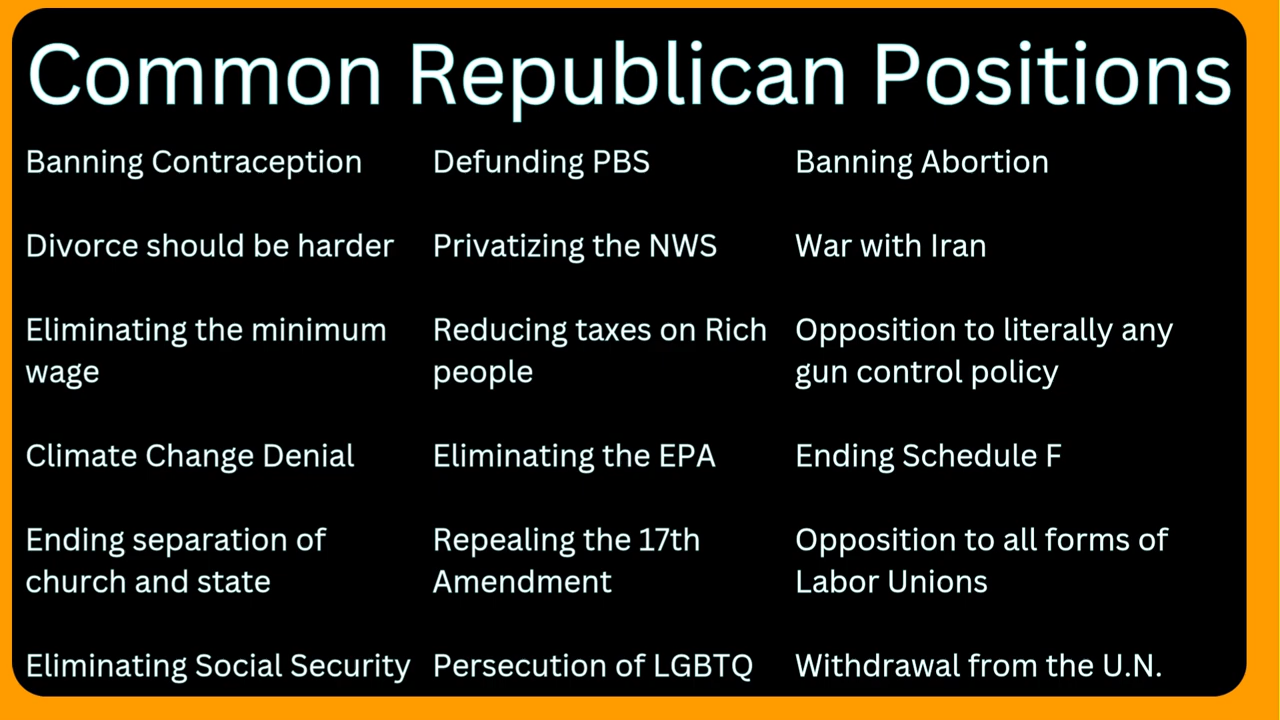 Common Republican Positions
Banning Contraception
Divorce should be harder
Eliminating the minimum
wage
Climate Change Denial
Ending separation of
church and state
Eliminating Social Security
Defunding PBS
Privatizing the NWS
Reducing taxes on Rich
people
Eliminating the EPA
Repealing the 17th
Amendment
Persecution of LGBTQ
Banning Abortion
War with Iran
Opposition to literally any
gun control policy
Ending Schedule F
Opposition to all forms of
Labor Unions
Withdrawal from the U.N.